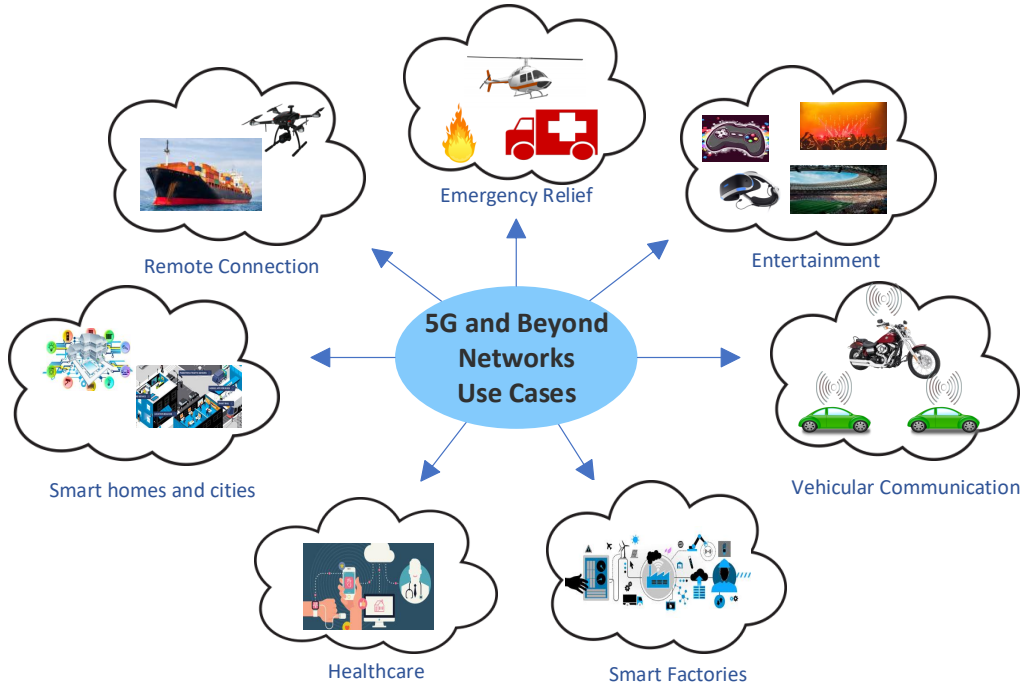 Emergency Relief
Remote Connection
Entertainment
5G and Beyond
Networks
Use Cases
Smart homes and cities
Vehicular Communication
Healthcare
Smart Factories